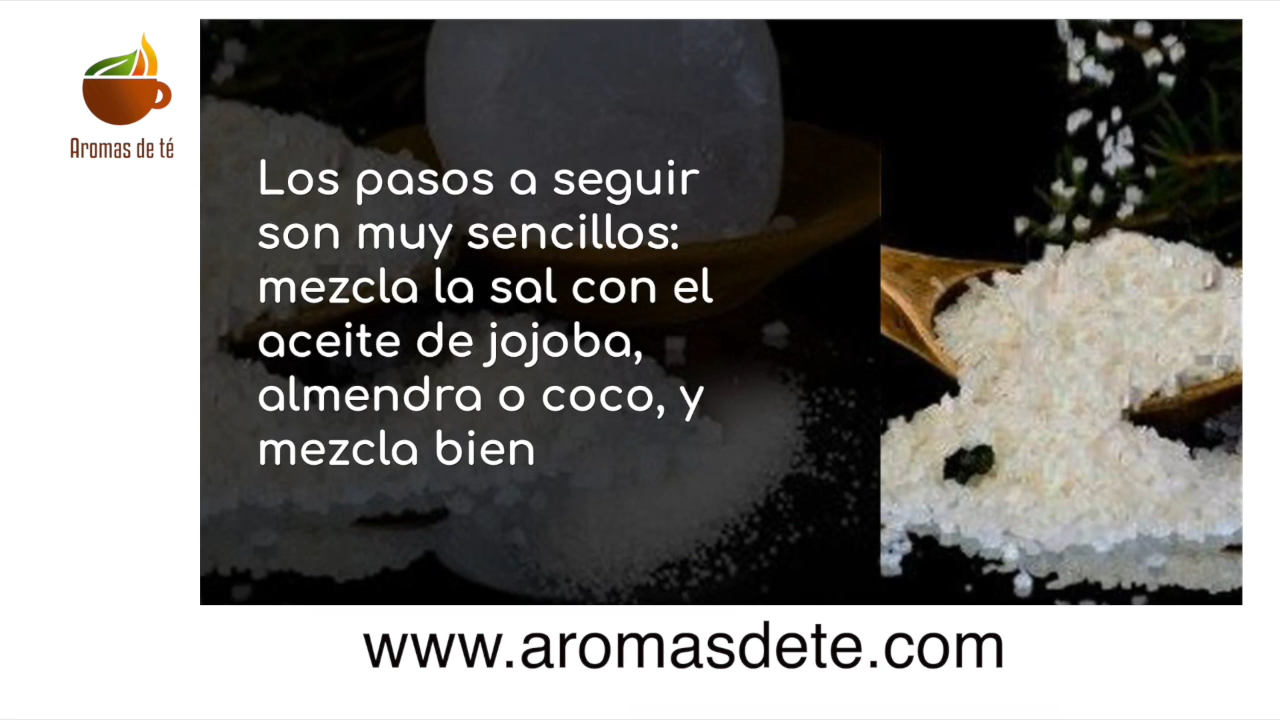 Aromas de té
Los pasos a seguir
son muy sencillos:
mezcla la sal con el
aceite de jojoba,
almendra o coco, y
mezcla bien
www.aromasdete.com